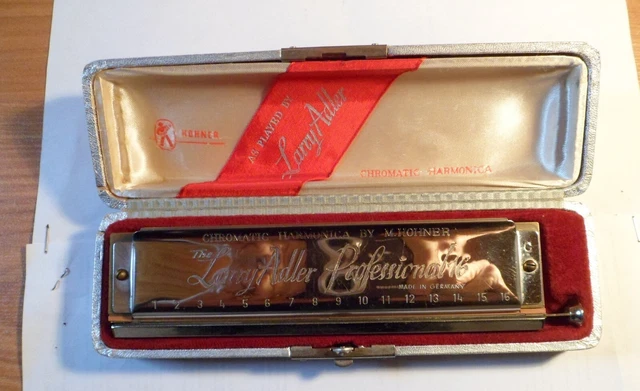 HOHNER
AS PLAYED BY
Larry Adler
CHROMATIC HARMONICA
CHROMATIC HARMONICA BY M. HOHNER
The Larry Adler Professional 16
MADE IN GERMANY
C
1 2 3 4 5 6 7 8 9 10 11 12 13 14 15 16